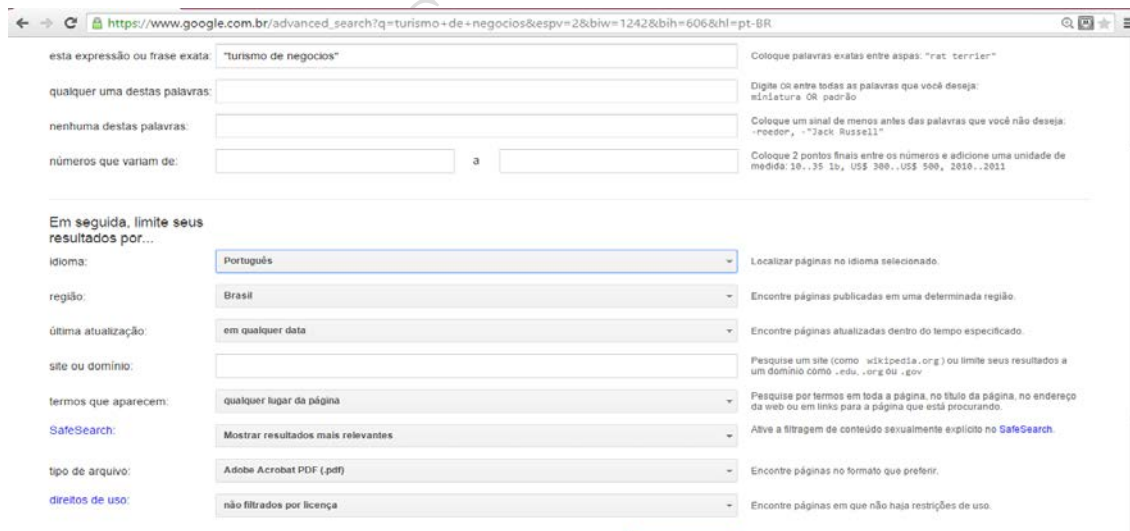 https://www.google.com.br/advanced_search?q=turismo+de+negocios&espv=2&biw=1242&bih=606&hl=pt-BR
esta expressão ou frase exata: "turismo de negocios" Coloque palavras exatas entre aspas: "rat terrier"
qualquer uma destas palavras: Digite OR entre todas as palavras que você deseja:
miniatura OR padrão
nenhuma destas palavras: Coloque um sinal de menos antes das palavras que você não deseja:
-roedor, -"Jack Russell"
números que variam de: a Coloque 2 pontos finais entre os números e adicione uma unidade de
medida: 10..35 lb, US$ 300..US$ 500, 2010..2011
Em seguida, limite seus
resultados por...
idioma: Português Localizar páginas no idioma selecionado.
região: Brasil Encontre páginas publicadas em uma determinada região.
última atualização: em qualquer data Encontre páginas atualizadas dentro do tempo especificado.
site ou domínio: Pesquise um site (como wikipedia.org) ou limite seus resultados a
um domínio como .edu, .org ou .gov
termos que aparecem: qualquer lugar da página Pesquise por termos em toda a página, no título da página, no endereço
da web ou em links para a página que está procurando.
SafeSearch: Mostrar resultados mais relevantes Ative a filtragem de conteúdo sexualmente explícito no SafeSearch.
tipo de arquivo: Adobe Acrobat PDF (.pdf) Encontre páginas no formato que preferir.
direitos de uso: não filtrados por licença Encontre páginas em que não haja restrições de uso.